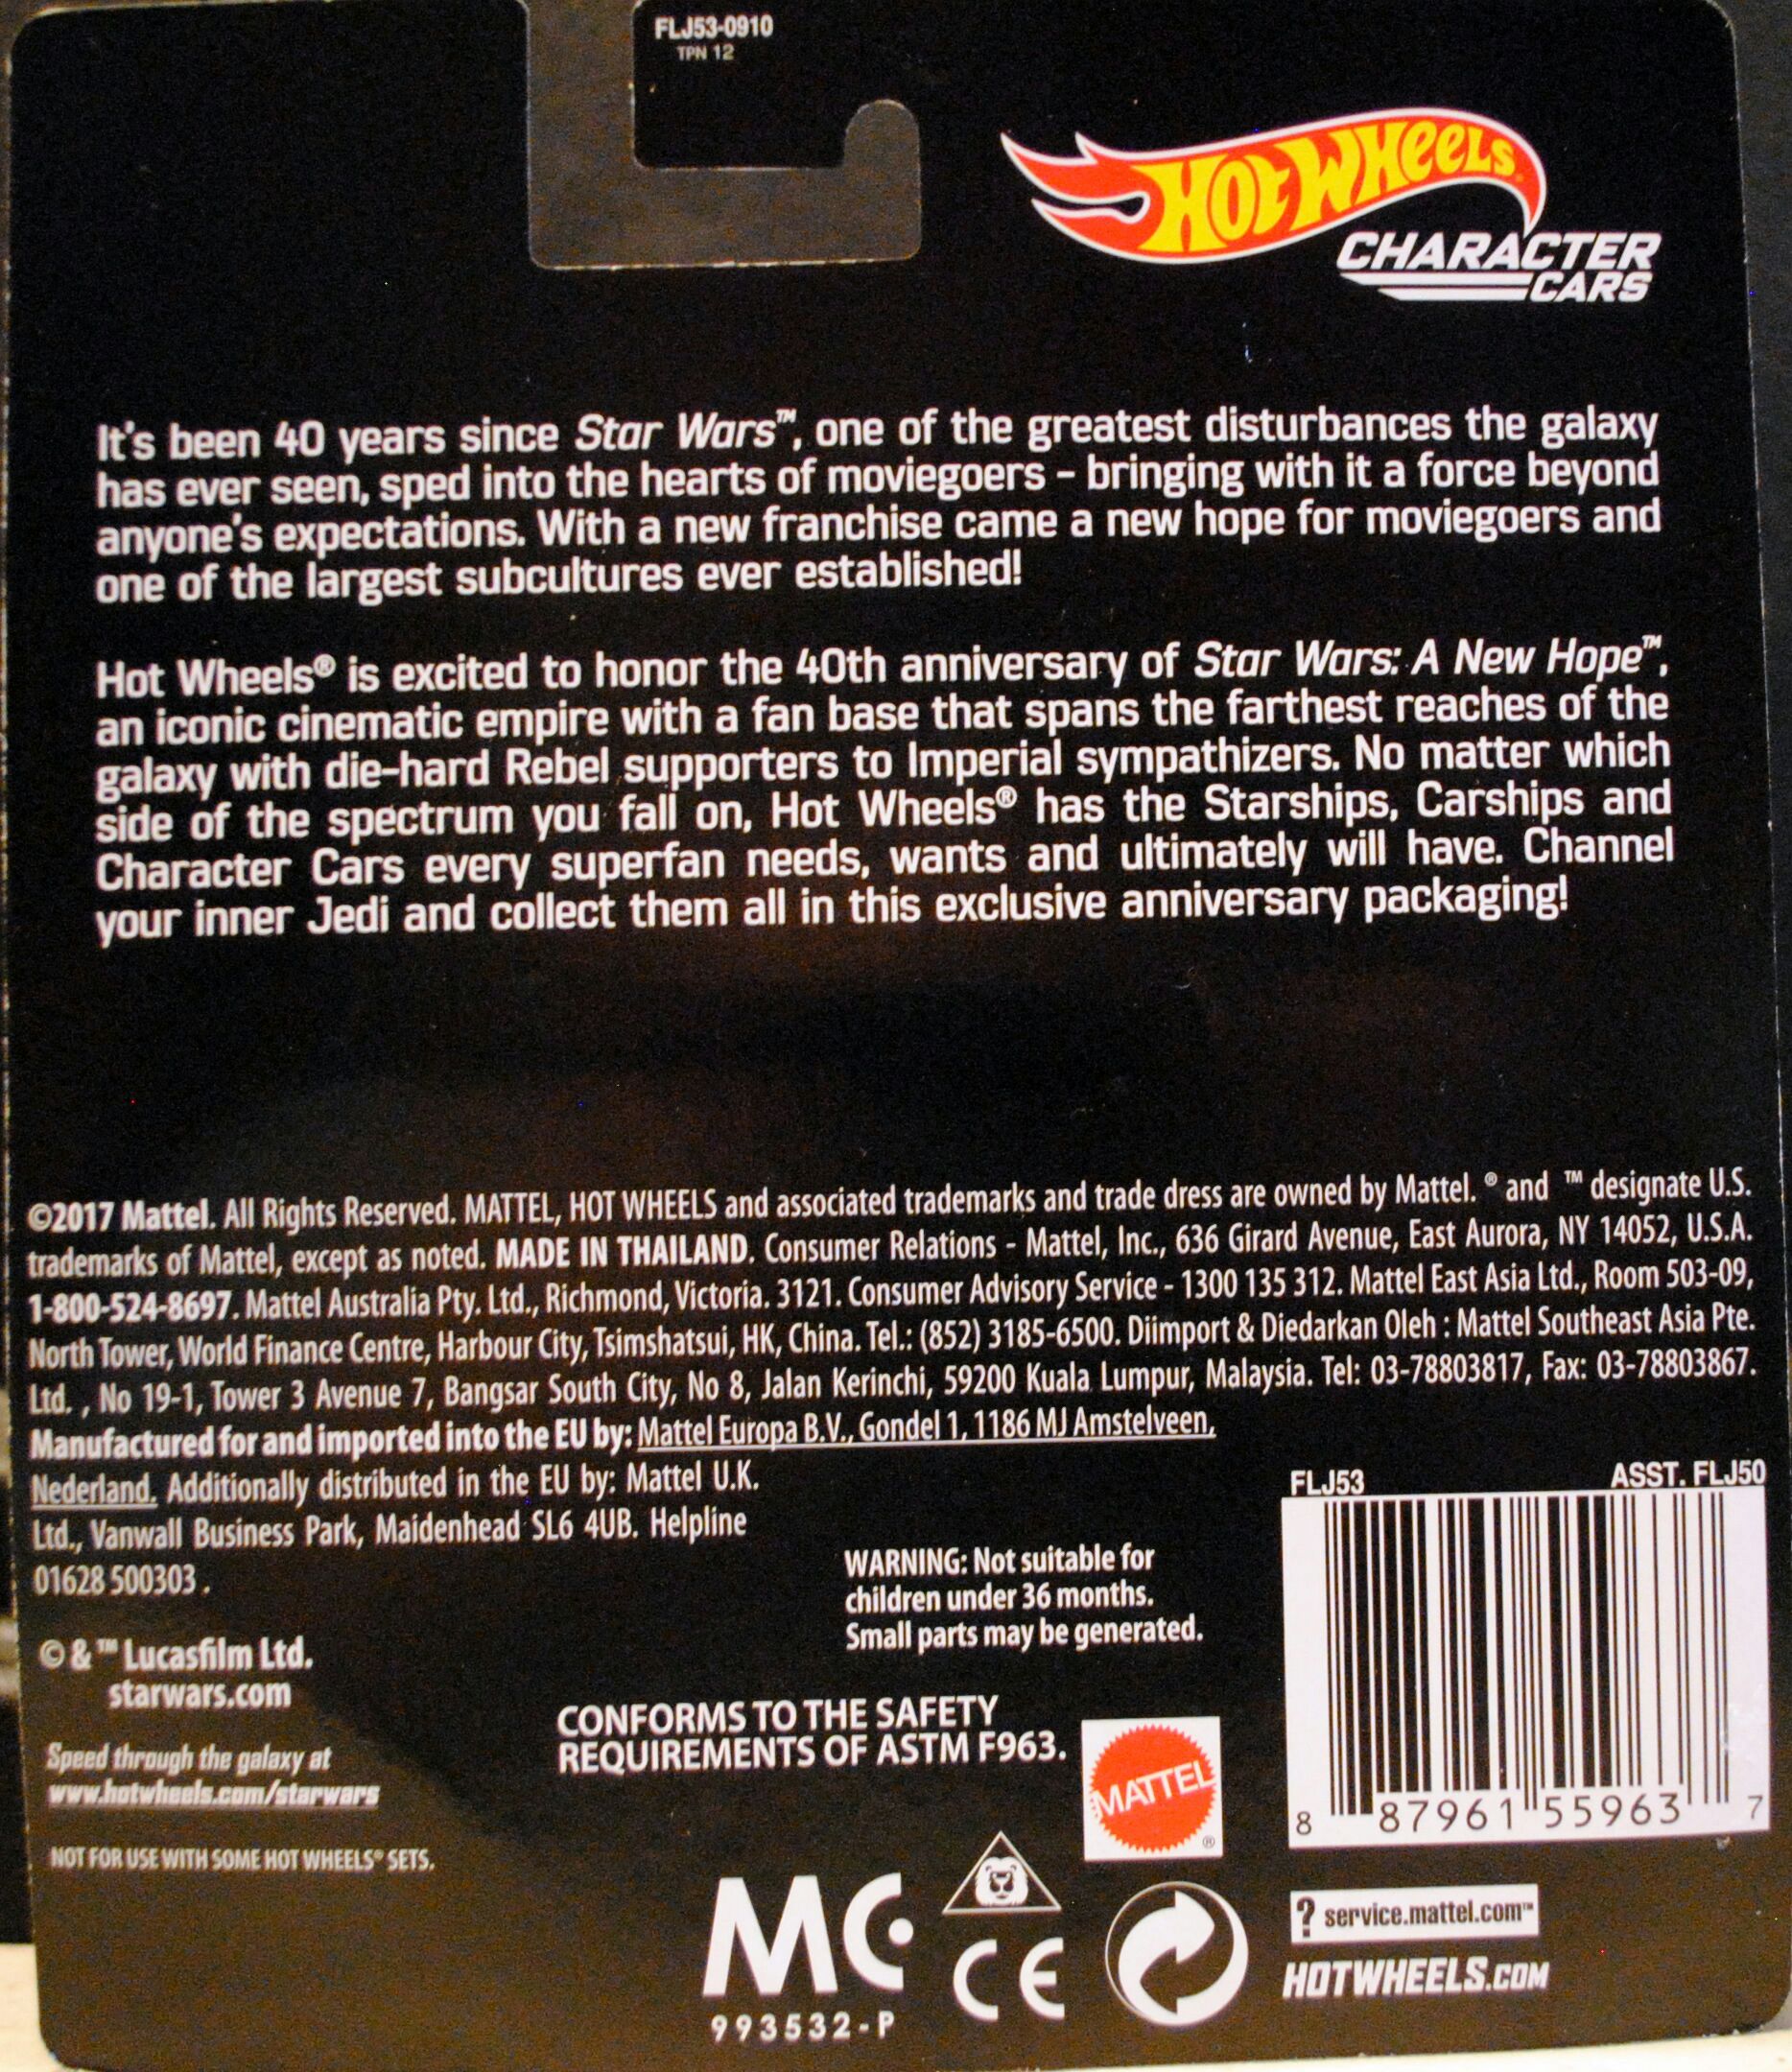 FLJ53-0910
TPN 12
HOT WHEELS
CHARACTER
CARS
It's been 40 years since Star Wars™, one of the greatest disturbances the galaxy
has ever seen, sped into the hearts of moviegoers – bringing with it a force beyond
anyone's expectations. With a new franchise came a new hope for moviegoers and
one of the largest subcultures ever established!
Hot Wheels® is excited to honor the 40th anniversary of Star Wars: A New Hope™,
an iconic cinematic empire with a fan base that spans the farthest reaches of the
galaxy with die-hard Rebel supporters to Imperial sympathizers. No matter which
side of the spectrum you fall on, Hot Wheels® has the Starships, Carships and
Character Cars every superfan needs, wants and ultimately will have. Channel
your inner Jedi and collect them all in this exclusive anniversary packaging!
©2017 Mattel. All Rights Reserved. MATTEL, HOT WHEELS and associated trademarks and trade dress are owned by Mattel. ® and ™ designate U.S.
trademarks of Mattel, except as noted. MADE IN THAILAND. Consumer Relations - Mattel, Inc., 636 Girard Avenue, East Aurora, NY 14052, U.S.A.
1-800-524-8697. Mattel Australia Pty. Ltd., Richmond, Victoria. 3121. Consumer Advisory Service - 1300 135 312. Mattel East Asia Ltd., Room 503-09,
North Tower, World Finance Centre, Harbour City, Tsimshatsui, HK, China. Tel.: (852) 3185-6500. Diimport & Diedarkan Oleh : Mattel Southeast Asia Pte.
Ltd. , No 19-1, Tower 3 Avenue 7, Bangsar South City, No 8, Jalan Kerinchi, 59200 Kuala Lumpur, Malaysia. Tel: 03-78803817, Fax: 03-78803867.
Manufactured for and imported into the EU by: Mattel Europa B.V., Gondel 1, 1186 MJ Amstelveen,
Nederland. Additionally distributed in the EU by: Mattel U.K.
Ltd., Vanwall Business Park, Maidenhead SL6 4UB. Helpline
01628 500303 .
FLJ53 ASST. FLJ50
WARNING: Not suitable for
children under 36 months.
Small parts may be generated.
© & ™ Lucasfilm Ltd.
starwars.com
CONFORMS TO THE SAFETY
REQUIREMENTS OF ASTM F963.
Speed through the galaxy at
www.hotwheels.com/starwars
MATTEL®
8 87961 55963 7
NOT FOR USE WITH SOME HOT WHEELS® SETS.
MC
CE
993532-P
? service.mattel.com™
HOTWHEELS.COM